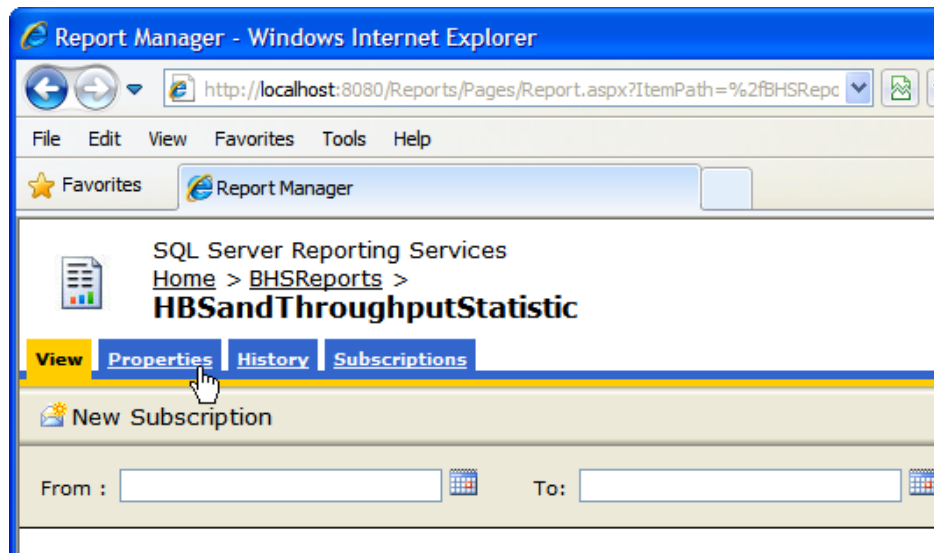 Report Manager - Windows Internet Explorer
http://localhost:8080/Reports/Pages/Report.aspx?ItemPath=%2fBHSRepc
File Edit View Favorites Tools Help
Favorites Report Manager
SQL Server Reporting Services
Home > BHSReports >
HBSandThroughputStatistic
View Properties History Subscriptions
New Subscription
From : To: